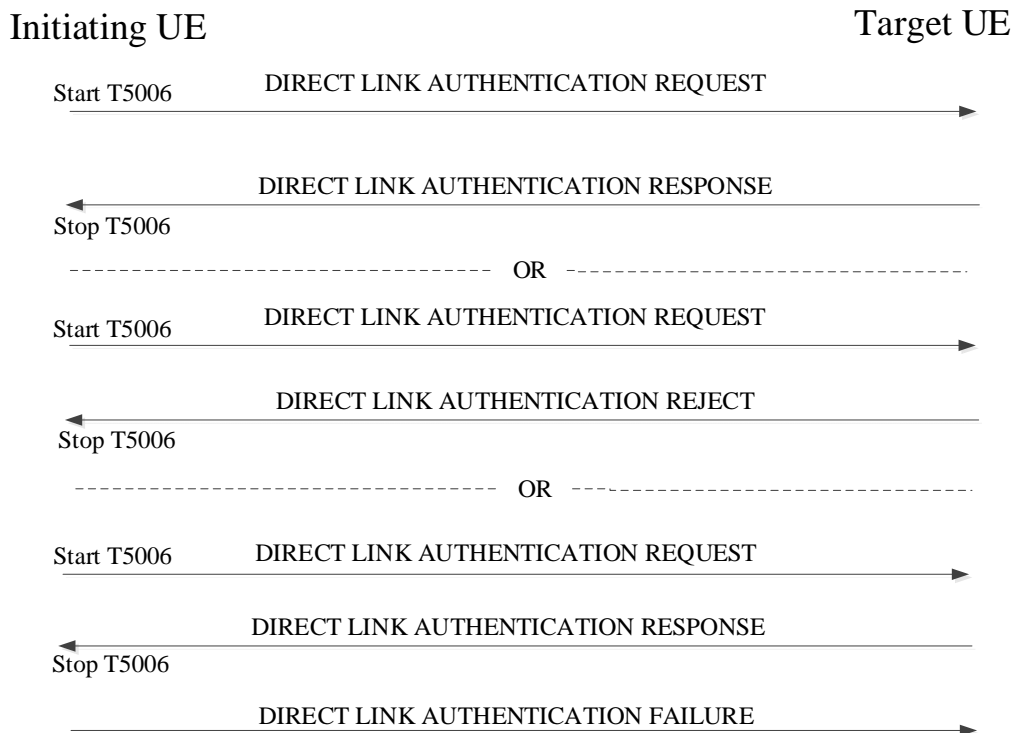 Initiating UE
Target UE
Start T5006
DIRECT LINK AUTHENTICATION REQUEST
DIRECT LINK AUTHENTICATION RESPONSE
Stop T5006
OR
Start T5006
DIRECT LINK AUTHENTICATION REQUEST
DIRECT LINK AUTHENTICATION REJECT
Stop T5006
OR
Start T5006
DIRECT LINK AUTHENTICATION REQUEST
DIRECT LINK AUTHENTICATION RESPONSE
Stop T5006
DIRECT LINK AUTHENTICATION FAILURE